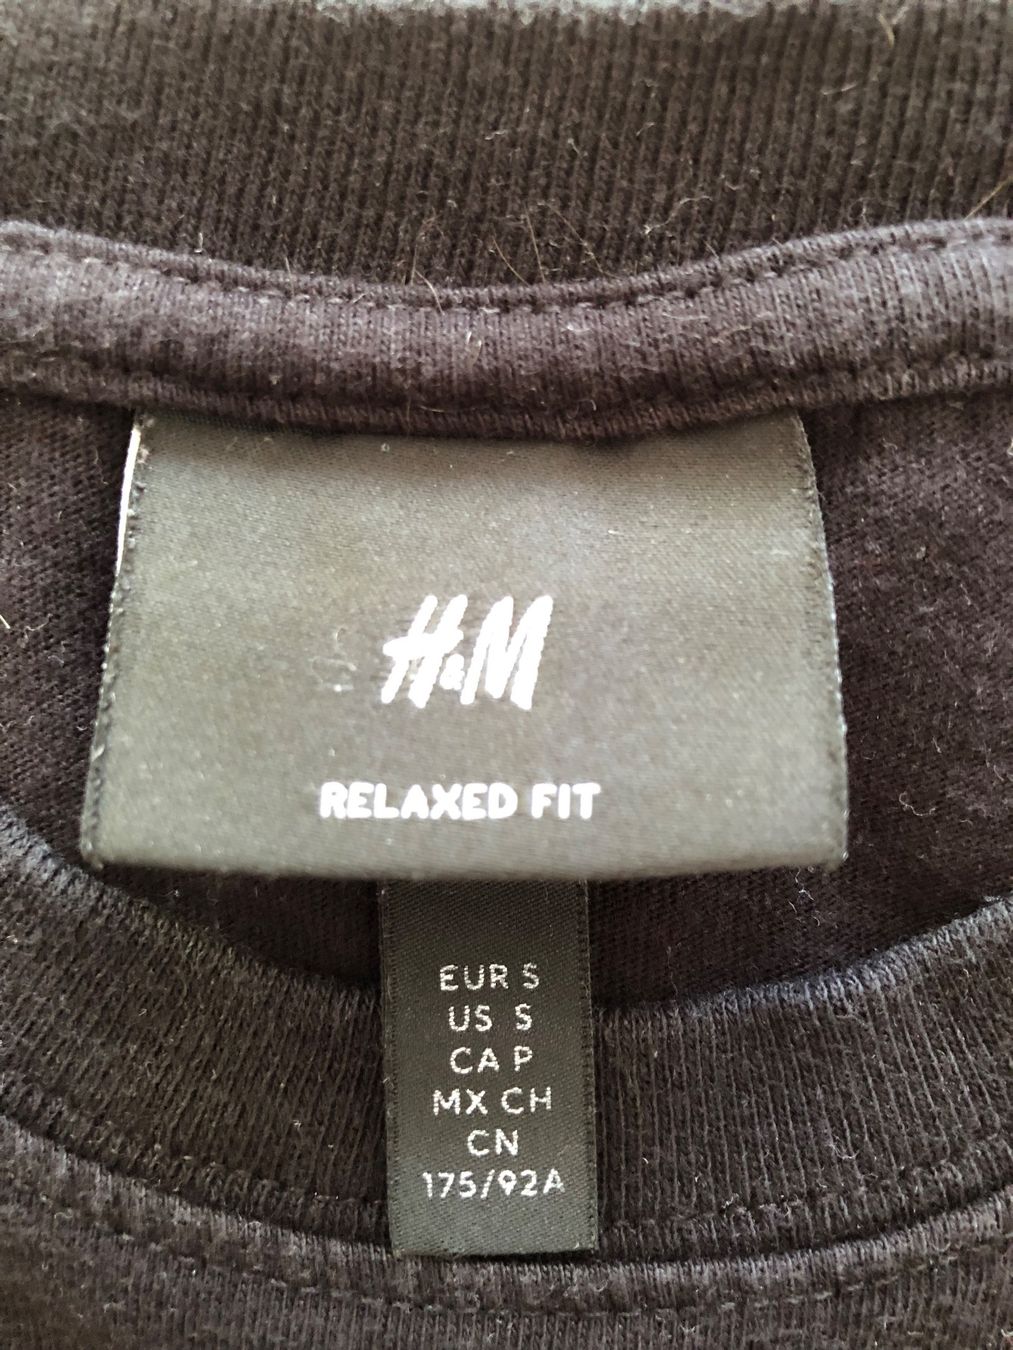 H&M
RELAXED FIT
EUR S
US S
CA P
MX CH
CN
175/92A